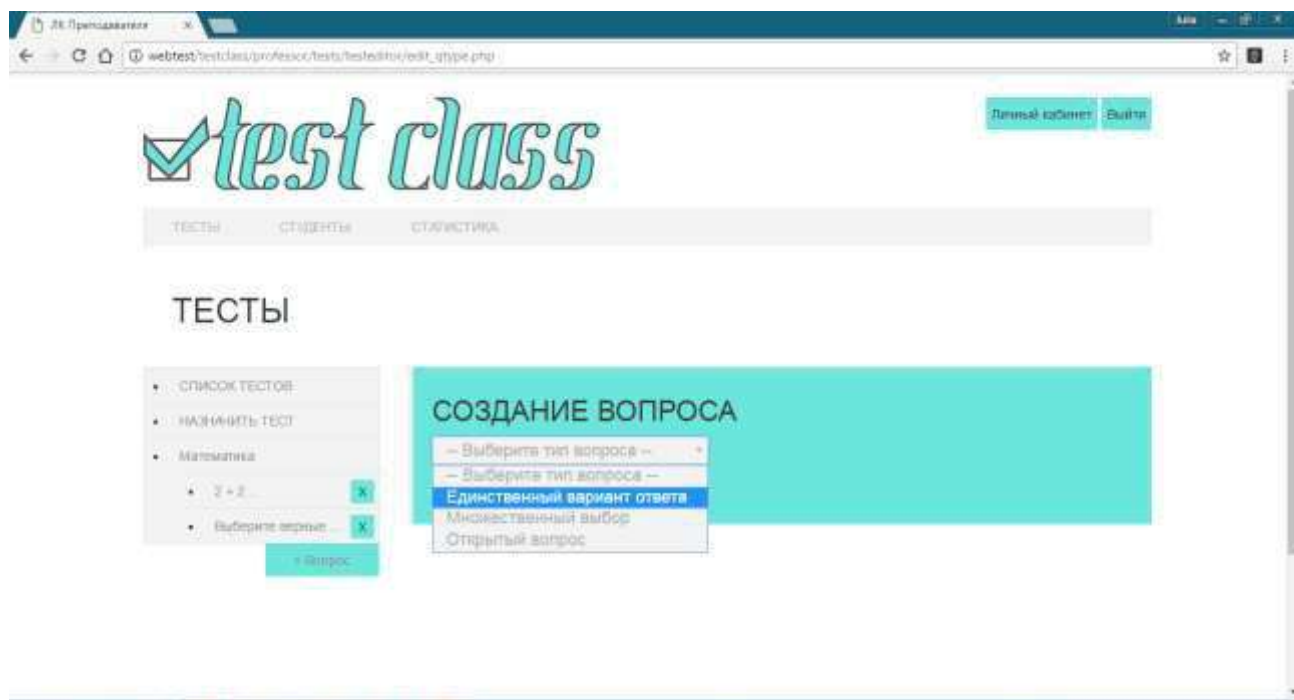 ЛК Преподавателя
webtest/testclass/professor/tests/testeditor/edit_qtype.php
test class
Личный кабинет Выйти
ТЕСТЫ СТУДЕНТЫ СТАТИСТИКА
ТЕСТЫ
СПИСОК ТЕСТОВ
НАЗНАЧИТЬ ТЕСТ
Математика
2 + 2 ... X
Выберите верные ... X
+ Вопрос
СОЗДАНИЕ ВОПРОСА
-- Выберите тип вопроса --
-- Выберите тип вопроса --
Единственный вариант ответа
Множественный выбор
Открытый вопрос